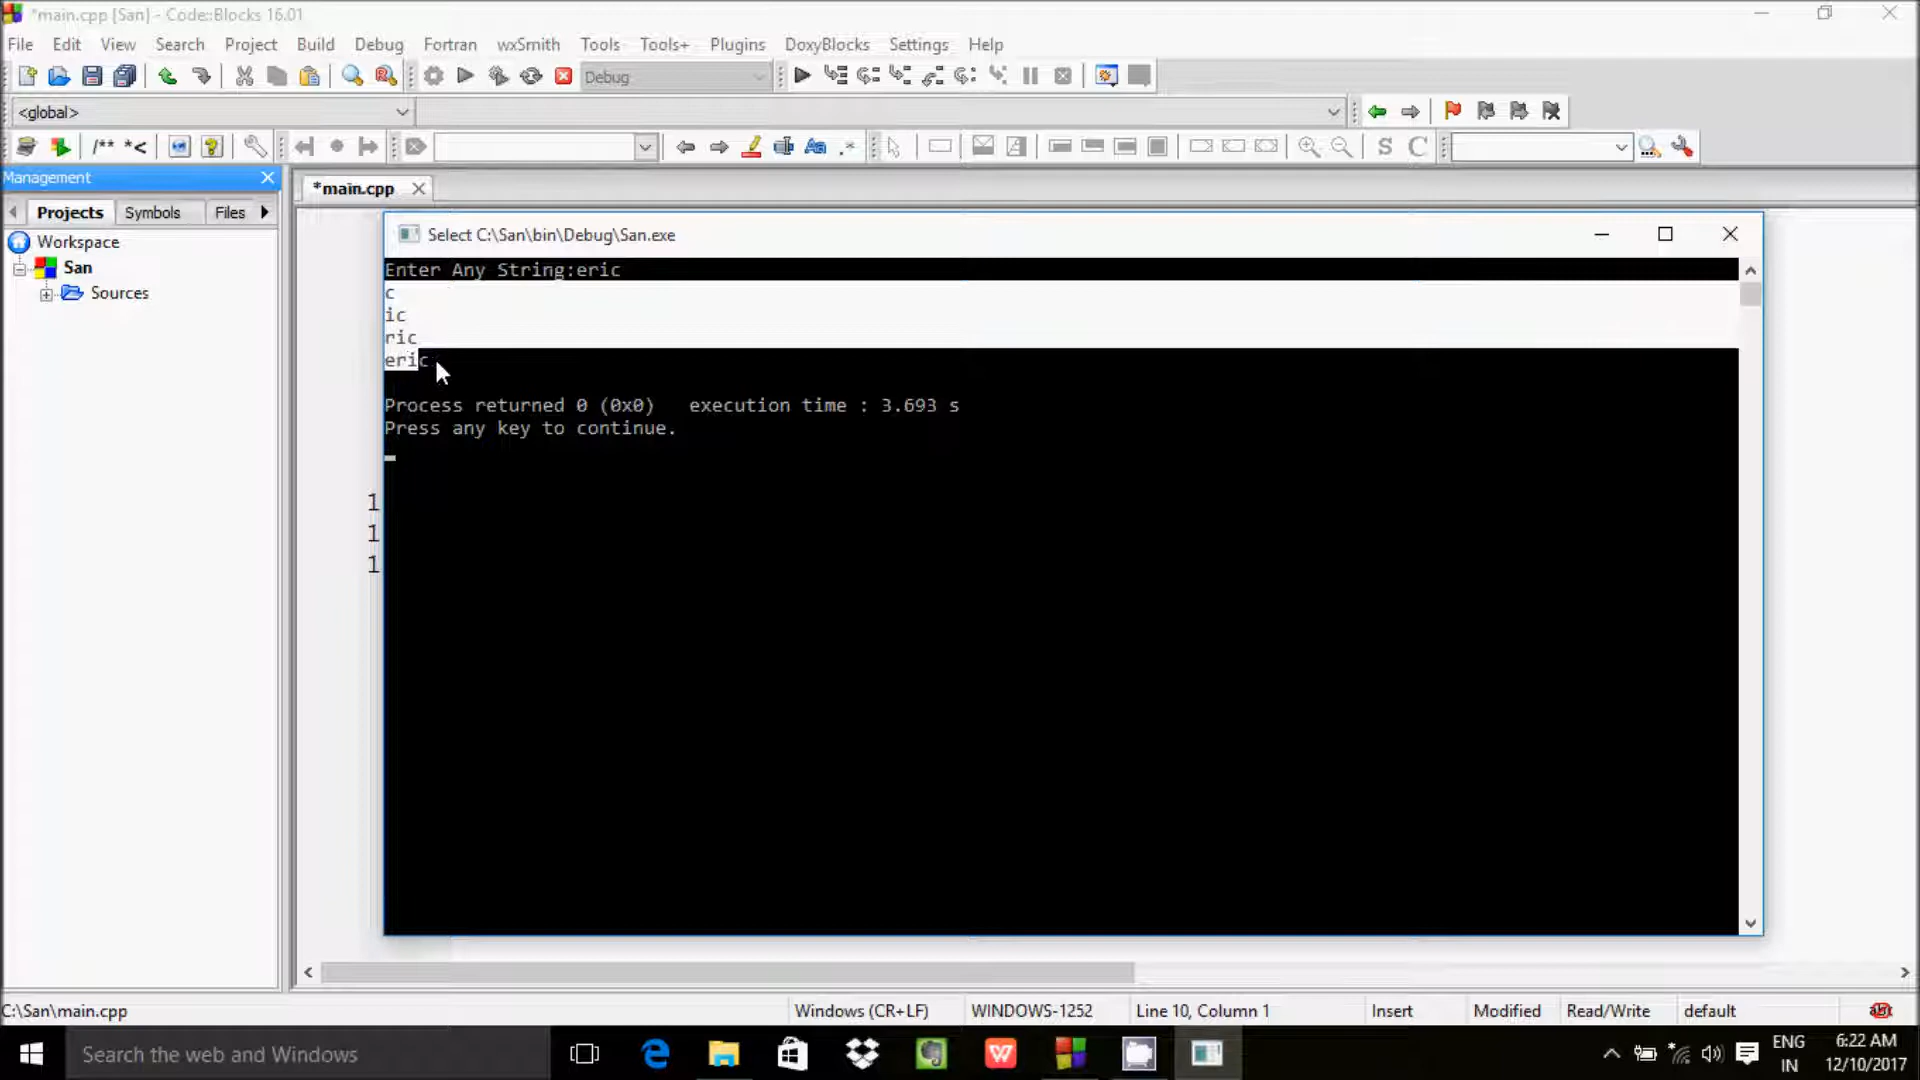 *main.cpp [San] - Code::Blocks 16.01
File Edit View Search Project Build Debug Fortran wxSmith Tools Tools+ Plugins DoxyBlocks Settings Help
Debug
<global>
/** *<
S C
Management
*main.cpp
Projects Symbols Files
Workspace
San
Sources
Select C:\San\bin\Debug\San.exe
Enter Any String:eric
c
ic
ric
eric
Process returned 0 (0x0)   execution time : 3.693 s
Press any key to continue.
1
1
1
C:\San\main.cpp Windows (CR+LF) WINDOWS-1252 Line 10, Column 1 Insert Modified Read/Write default
Search the web and Windows
ENG
IN
6:22 AM
12/10/2017